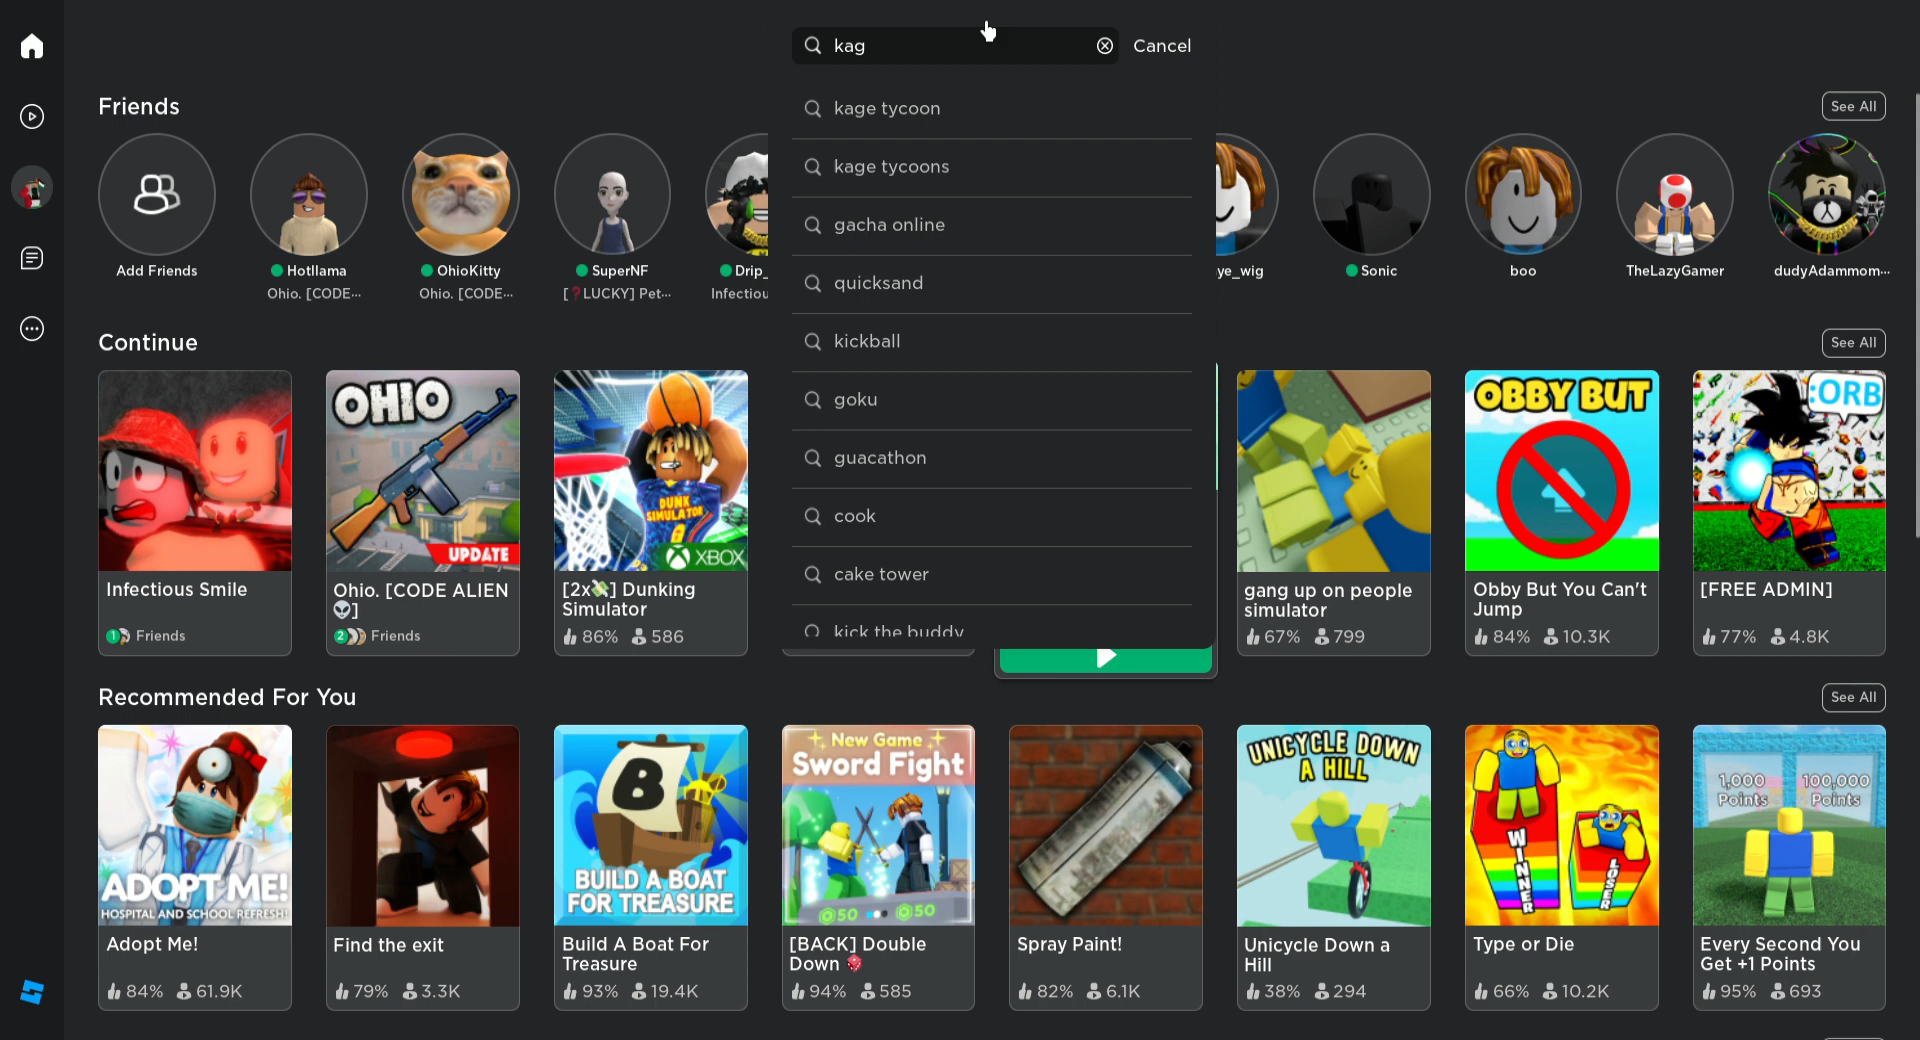 kag
Cancel
kage tycoon
kage tycoons
gacha online
quicksand
kickball
goku
guacathon
cook
cake tower
kick the buddy
Friends
See All
Add Friends
Hotllama
Ohio. [CODE...
OhioKitty
Ohio. [CODE...
SuperNF
[❓LUCKY] Pet...
Drip_
Infectiou
ye_wig
Sonic
boo
TheLazyGamer
dudyAdammom...
Continue
See All
OHIO
UPDATE
DUNK
SIMULATOR
XBOX
OBBY BUT
:ORB
Infectious Smile
1 Friends
Ohio. [CODE ALIEN
👽]
2 Friends
[2x💸] Dunking
Simulator
86% 586
gang up on people
simulator
67% 799
Obby But You Can't
Jump
84% 10.3K
[FREE ADMIN]
77% 4.8K
Recommended For You
See All
ADOPT ME!
HOSPITAL AND SCHOOL REFRESH!
B
BUILD A BOAT
FOR TREASURE
New Game
Sword Fight
50 50
UNICYCLE DOWN
A HILL
WINNER
LOSER
1,000
Points
100,000
Points
Adopt Me!
84% 61.9K
Find the exit
79% 3.3K
Build A Boat For
Treasure
93% 19.4K
[BACK] Double
Down 🎲
94% 585
Spray Paint!
82% 6.1K
Unicycle Down a
Hill
38% 294
Type or Die
66% 10.2K
Every Second You
Get +1 Points
95% 693